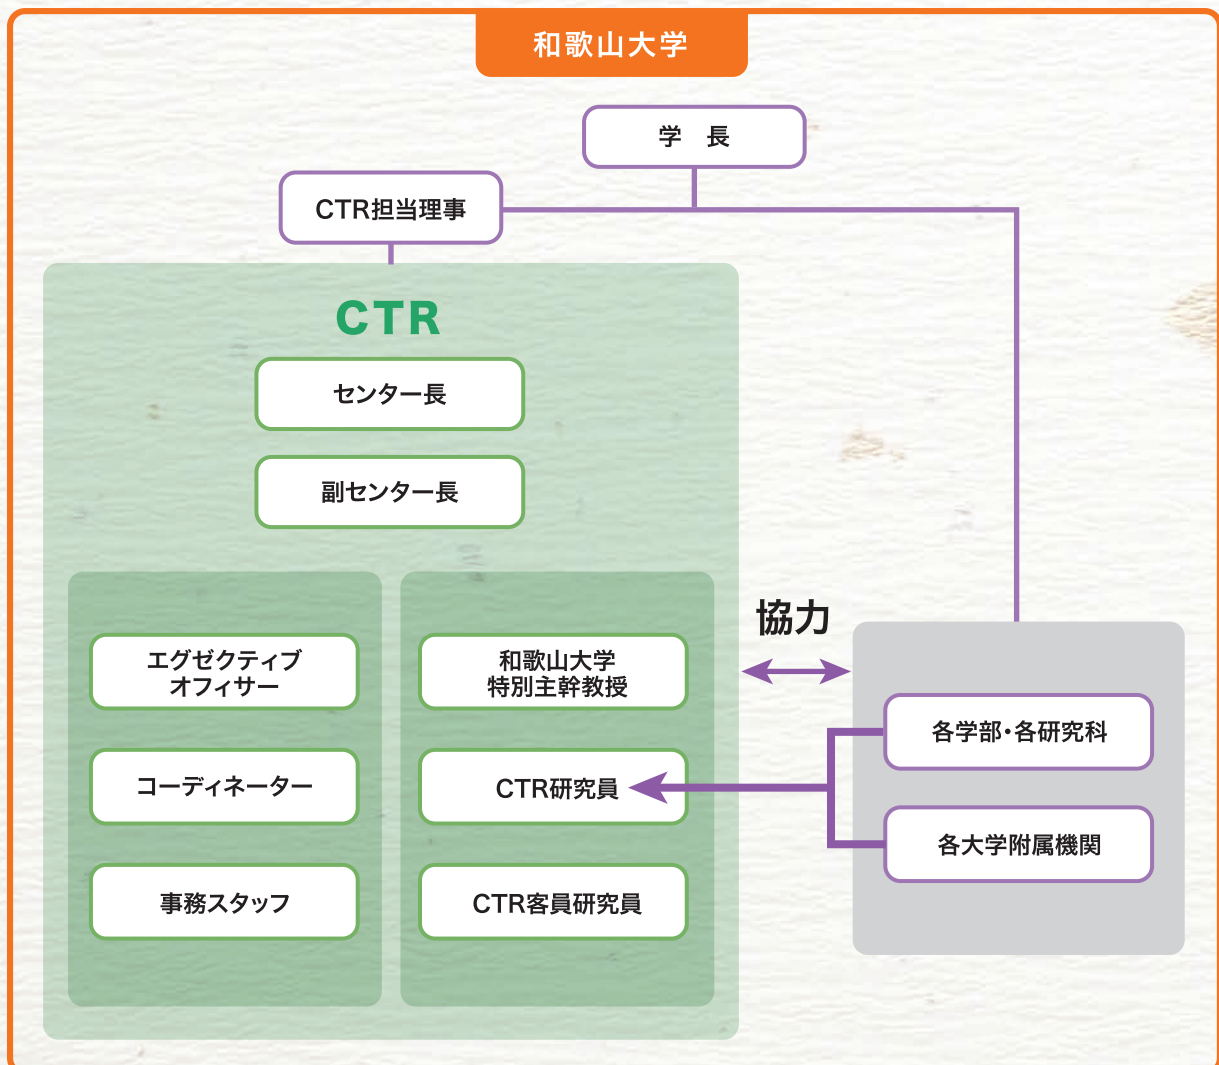 和歌山大学
学　長
CTR担当理事
CTR
センター長
副センター長
エグゼクティブ
オフィサー
コーディネーター
事務スタッフ
和歌山大学
特別主幹教授
CTR研究員
CTR客員研究員
協力
各学部・各研究科
各大学附属機関